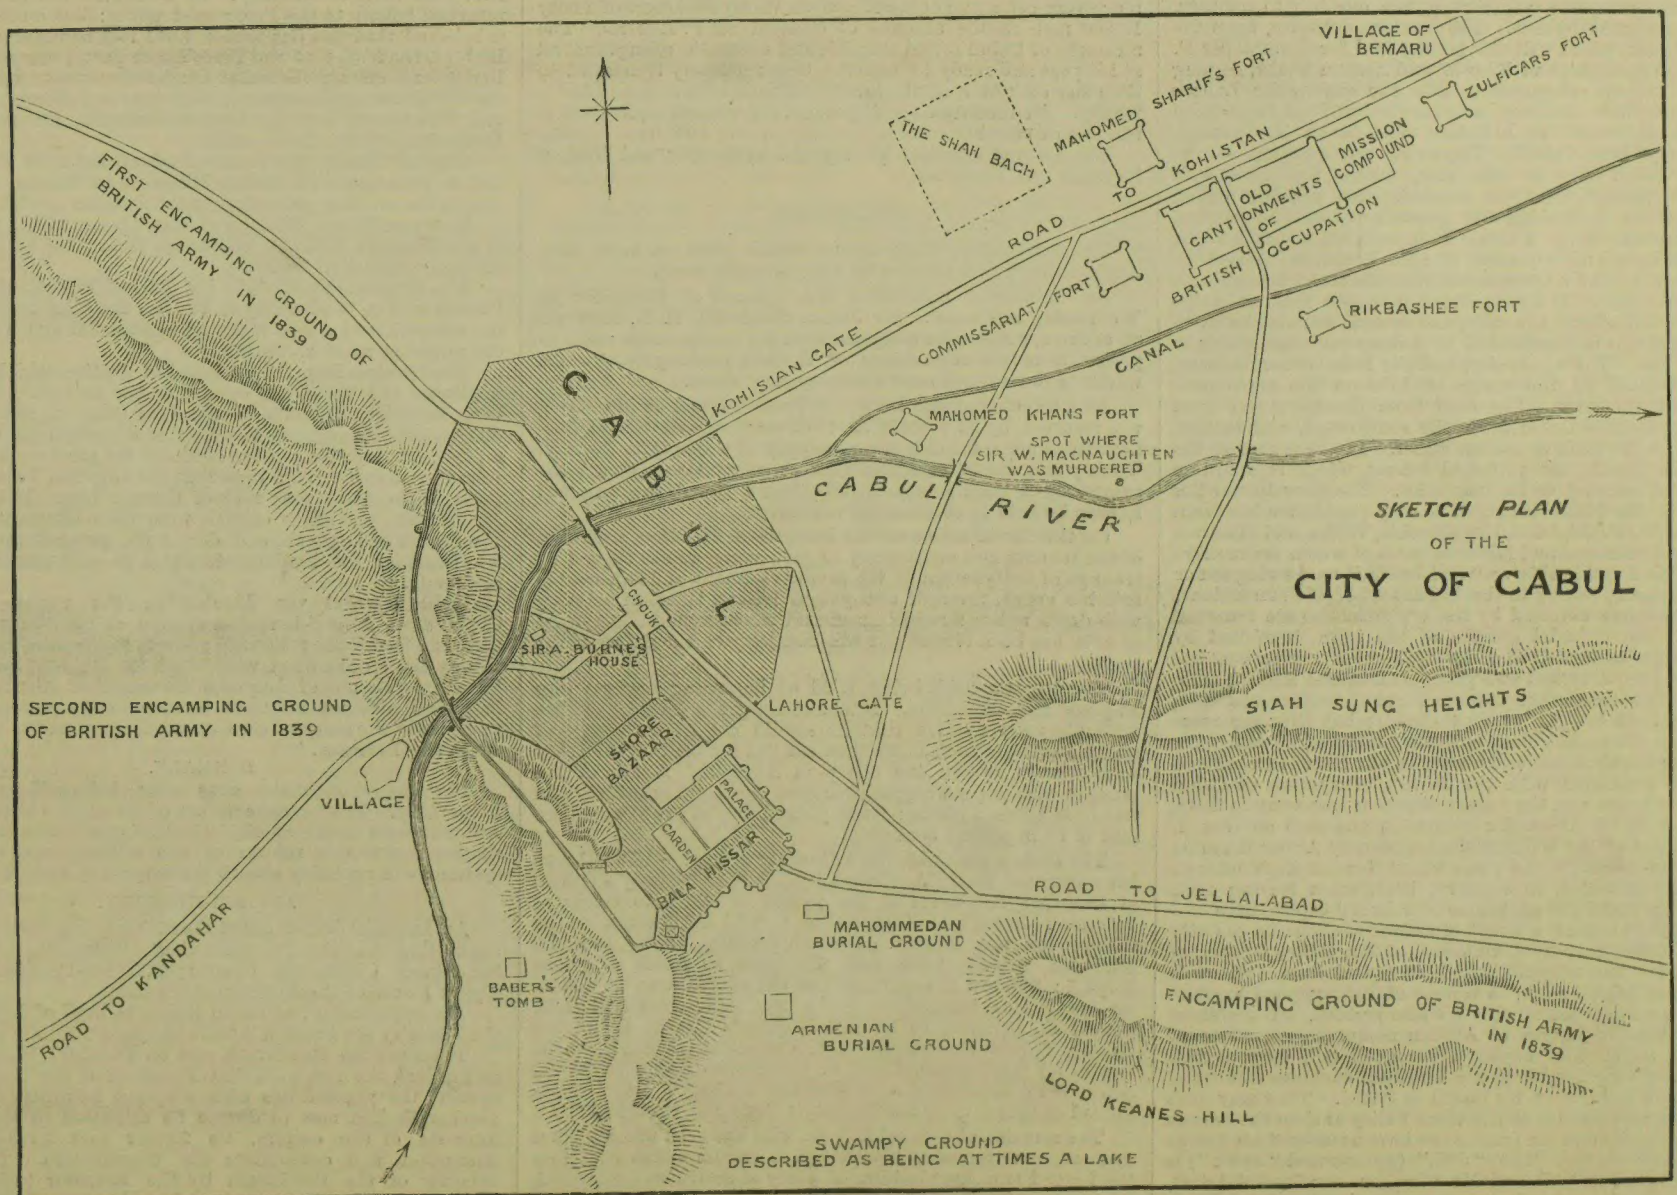 VILLAGE OF
BEMARU
ZULFICARS FORT
MAHOMED SHARIF'S FORT
THE SHAH BAGH
MISSION
COMPOUND
ROAD TO KOHISTAN
OLD
CANTONMENTS
OF
BRITISH OCCUPATION
FIRST ENCAMPING GROUND OF
BRITISH ARMY IN
1839
COMMISSARIAT FORT
RIKBASHEE FORT
CANAL
KOHISIAN GATE
CABUL
MAHOMED KHANS FORT
SPOT WHERE
SIR W. MACNAUGHTEN
WAS MURDERED
CABUL RIVER
SKETCH PLAN
OF THE
CITY OF CABUL
CHOUK
SIR A. BURNES'
HOUSE
SECOND ENCAMPING GROUND
OF BRITISH ARMY IN 1839
LAHORE GATE
SIAH SUNG HEIGHTS
SHORE
BAZAAR
VILLAGE
PALACE
GARDEN
BALA HISSAR
ROAD TO JELLALABAD
ROAD TO KANDAHAR
MAHOMMEDAN
BURIAL GROUND
BABER'S
TOMB
ENCAMPING GROUND OF BRITISH ARMY
IN 1839
ARMENIAN
BURIAL GROUND
LORD KEANES HILL
SWAMPY GROUND
DESCRIBED AS BEING AT TIMES A LAKE